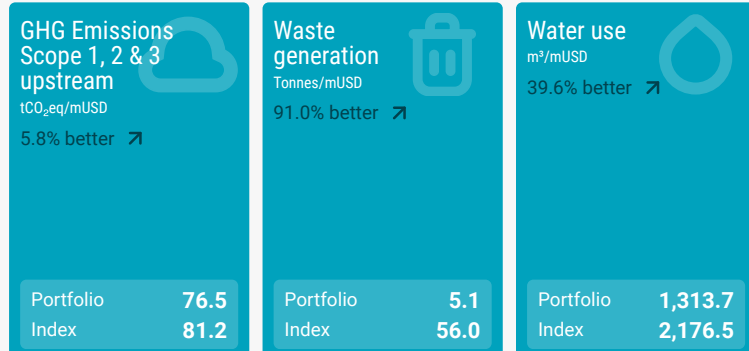 GHG Emissions
Scope 1, 2 & 3
upstream
tCO₂eq/mUSD
5.8% better
Portfolio 76.5
Index 81.2
Waste
generation
Tonnes/mUSD
91.0% better
Portfolio 5.1
Index 56.0
Water use
m³/mUSD
39.6% better
Portfolio 1,313.7
Index 2,176.5